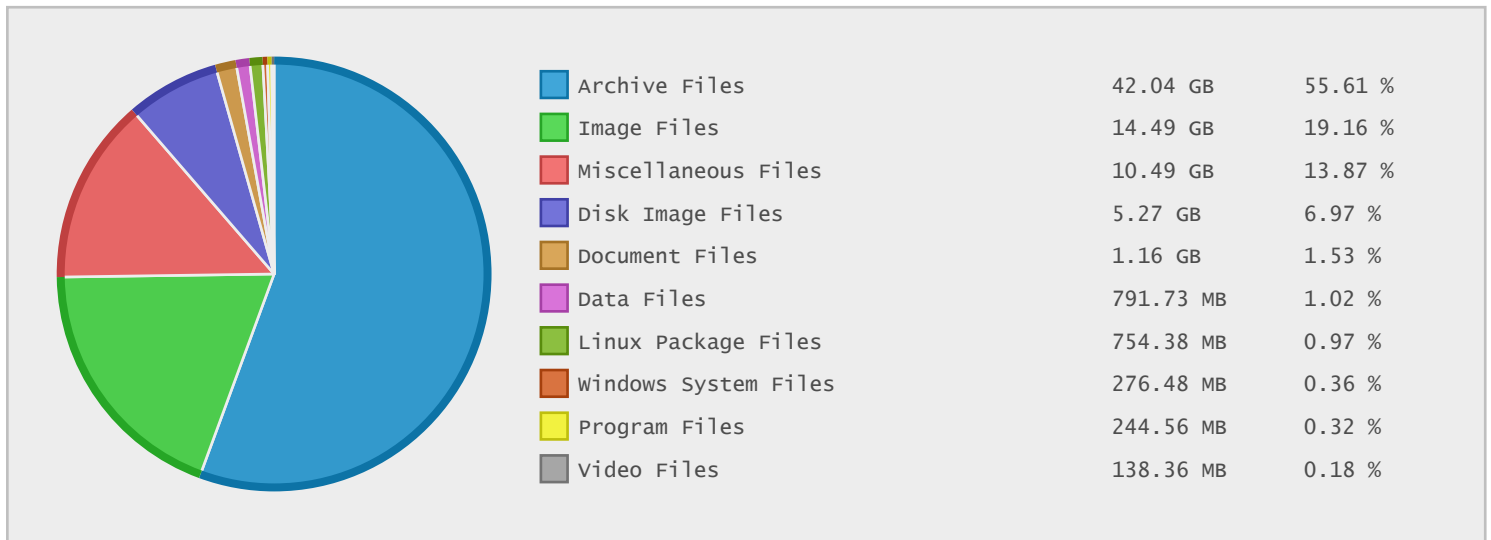 Archive Files 42.04 GB 55.61 %
Image Files 14.49 GB 19.16 %
Miscellaneous Files 10.49 GB 13.87 %
Disk Image Files 5.27 GB 6.97 %
Document Files 1.16 GB 1.53 %
Data Files 791.73 MB 1.02 %
Linux Package Files 754.38 MB 0.97 %
Windows System Files 276.48 MB 0.36 %
Program Files 244.56 MB 0.32 %
Video Files 138.36 MB 0.18 %